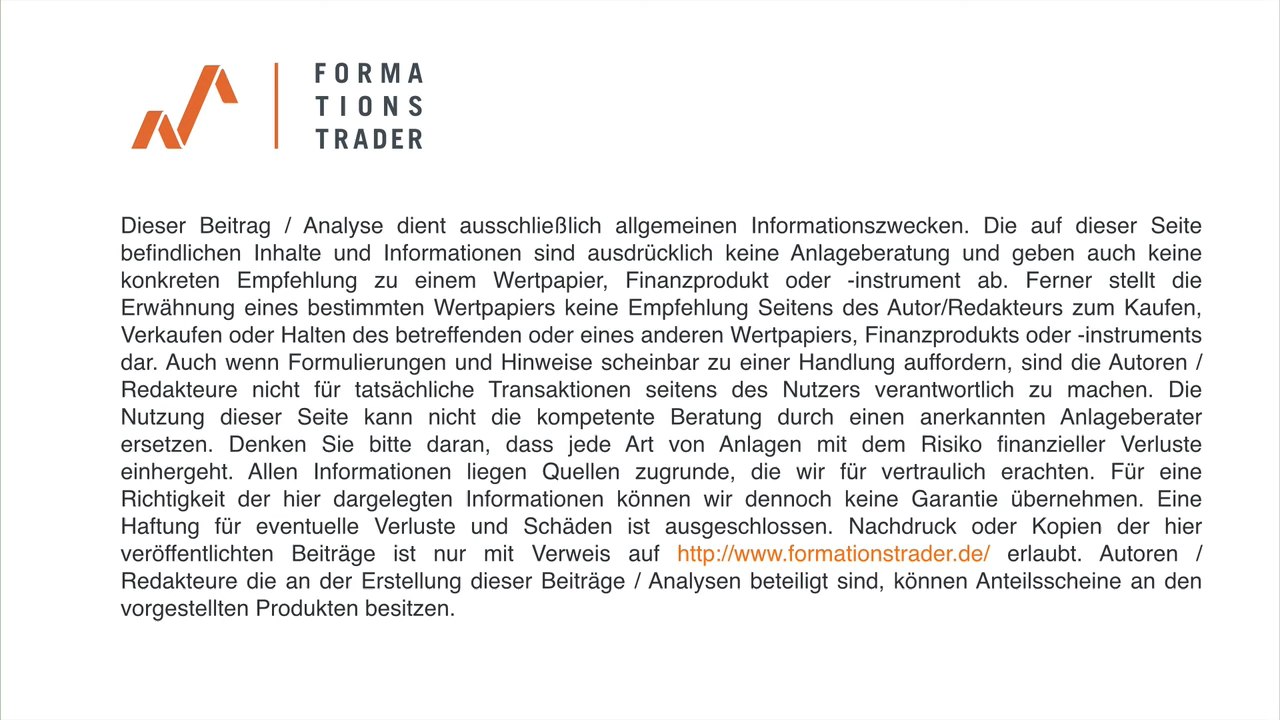 FORMA
TIONS
TRADER
Dieser Beitrag / Analyse dient ausschließlich allgemeinen Informationszwecken. Die auf dieser Seite
befindlichen Inhalte und Informationen sind ausdrücklich keine Anlageberatung und geben auch keine
konkreten Empfehlung zu einem Wertpapier, Finanzprodukt oder -instrument ab. Ferner stellt die
Erwähnung eines bestimmten Wertpapiers keine Empfehlung Seitens des Autor/Redakteurs zum Kaufen,
Verkaufen oder Halten des betreffenden oder eines anderen Wertpapiers, Finanzprodukts oder -instruments
dar. Auch wenn Formulierungen und Hinweise scheinbar zu einer Handlung auffordern, sind die Autoren /
Redakteure nicht für tatsächliche Transaktionen seitens des Nutzers verantwortlich zu machen. Die
Nutzung dieser Seite kann nicht die kompetente Beratung durch einen anerkannten Anlageberater
ersetzen. Denken Sie bitte daran, dass jede Art von Anlagen mit dem Risiko finanzieller Verluste
einhergeht. Allen Informationen liegen Quellen zugrunde, die wir für vertraulich erachten. Für eine
Richtigkeit der hier dargelegten Informationen können wir dennoch keine Garantie übernehmen. Eine
Haftung für eventuelle Verluste und Schäden ist ausgeschlossen. Nachdruck oder Kopien der hier
veröffentlichten Beiträge ist nur mit Verweis auf http://www.formationstrader.de/ erlaubt. Autoren /
Redakteure die an der Erstellung dieser Beiträge / Analysen beteiligt sind, können Anteilsscheine an den
vorgestellten Produkten besitzen.